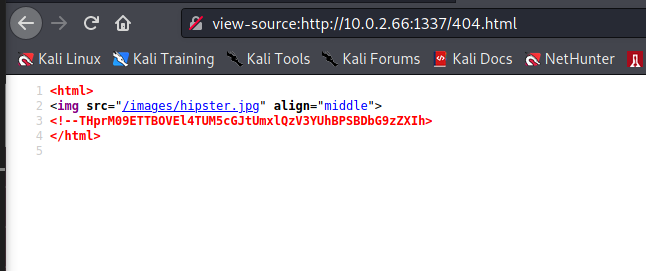 view-source:http://10.0.2.66:1337/404.html
Kali Linux Kali Training Kali Tools Kali Forums Kali Docs NetHunter
1 <html>
2 <img src="/images/hipster.jpg" align="middle">
3 <!--THprM09ETTBOVEl4TUM5cGJtUmxlQzV3YUhBPSBDbG9zZXIh>
4 </html>
5